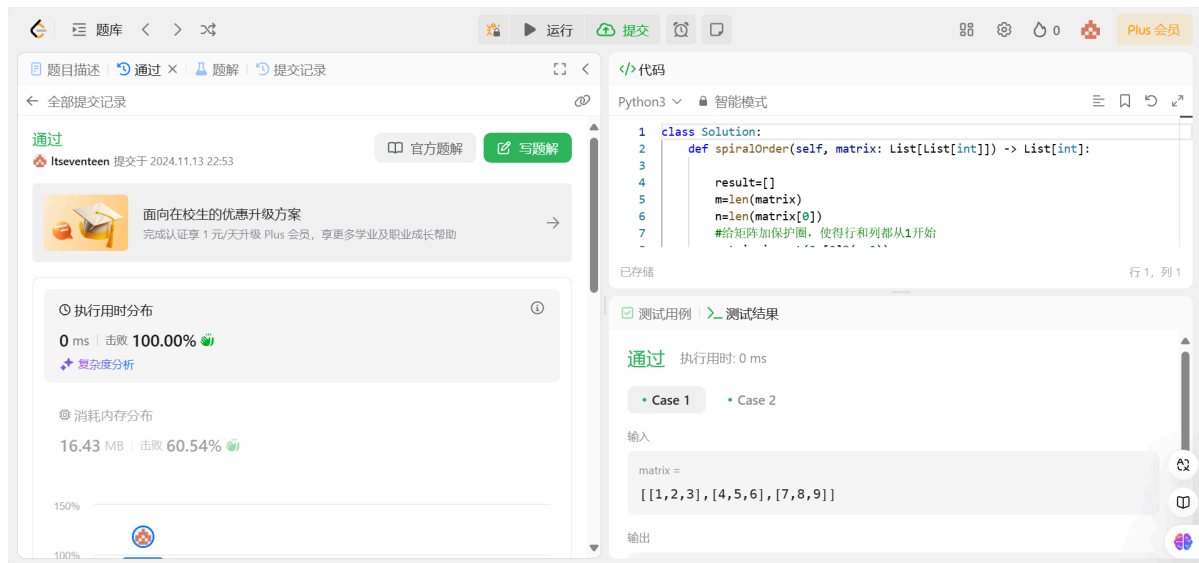 题库
运行
提交
0
Plus 会员
题目描述
通过
题解
提交记录
全部提交记录
通过
ltseventeen 提交于 2024.11.13 22:53
官方题解
写题解
面向在校生的优惠升级方案
完成认证享 1 元/天升级 Plus 会员，享更多学业及职业成长帮助
执行用时分布
0 ms 击败 100.00%
复杂度分析
消耗内存分布
16.43 MB 击败 60.54%
150%
100%
</>代码
Python3 智能模式
1 class Solution:
2 def spiralOrder(self, matrix: List[List[int]]) -> List[int]:
3
4 result=[]
5 m=len(matrix)
6 n=len(matrix[0])
7 #给矩阵加保护圈，使得行和列都从1开始
已存储
行 1，列 1
测试用例
>_ 测试结果
通过 执行用时: 0 ms
• Case 1
• Case 2
输入
matrix =
[[1,2,3],[4,5,6],[7,8,9]]
输出